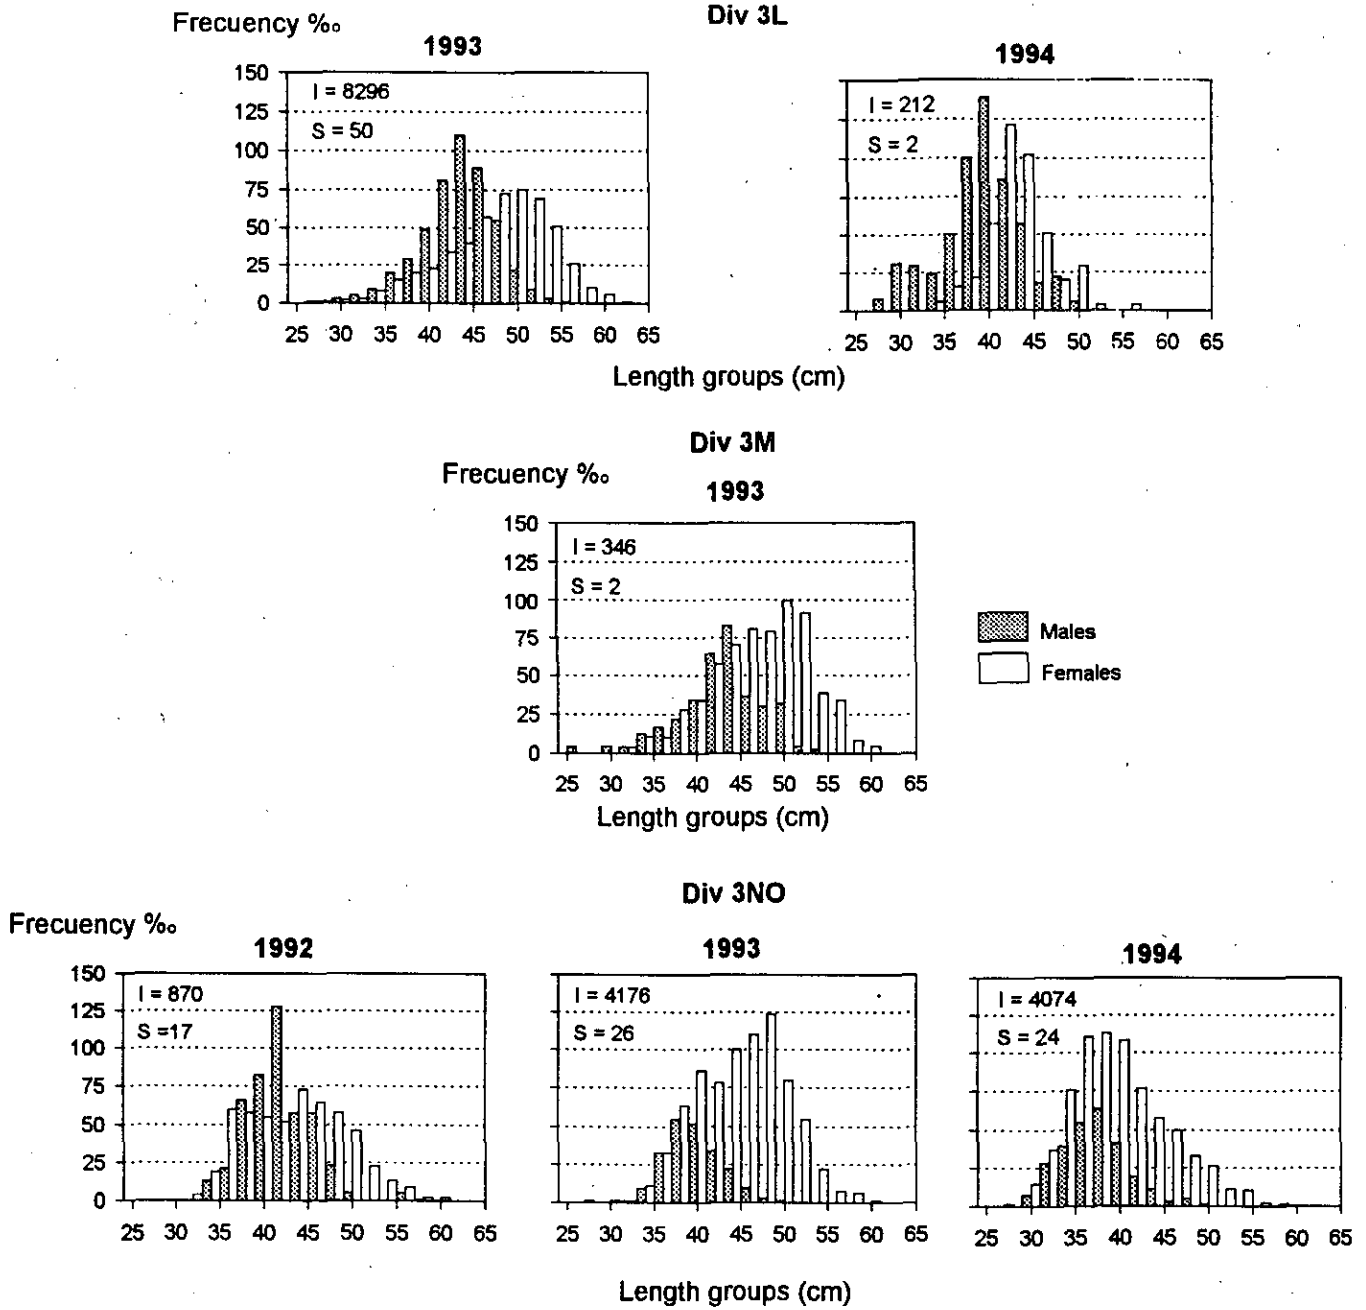 Div 3L
Frecuency ‰
1993
1994
150
125
100
75
50
25
0
I = 8296
S = 50
I = 212
S = 2
25 30 35 40 45 50 55 60 65
25 30 35 40 45 50 55 60 65
Length groups (cm)
Div 3M
Frecuency ‰
1993
150
125
100
75
50
25
0
I = 346
S = 2
Males
Females
25 30 35 40 45 50 55 60 65
Length groups (cm)
Div 3NO
Frecuency ‰
1992
1993
1994
150
125
100
75
50
25
0
I = 870
S =17
I = 4176
S = 26
I = 4074
S = 24
25 30 35 40 45 50 55 60 65
25 30 35 40 45 50 55 60 65
25 30 35 40 45 50 55 60 65
Length groups (cm)